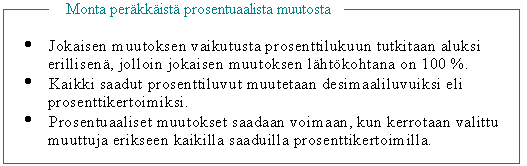 Monta peräkkäistä prosentuaalista muutosta
• Jokaisen muutoksen vaikutusta prosenttilukuun tutkitaan aluksi
erillisenä, jolloin jokaisen muutoksen lähtökohtana on 100 %.
• Kaikki saadut prosenttiluvut muutetaan desimaaliluvuiksi eli
prosenttikertoimiksi.
• Prosentuaaliset muutokset saadaan voimaan, kun kerrotaan valittu
muuttuja erikseen kaikilla saaduilla prosenttikertoimilla.